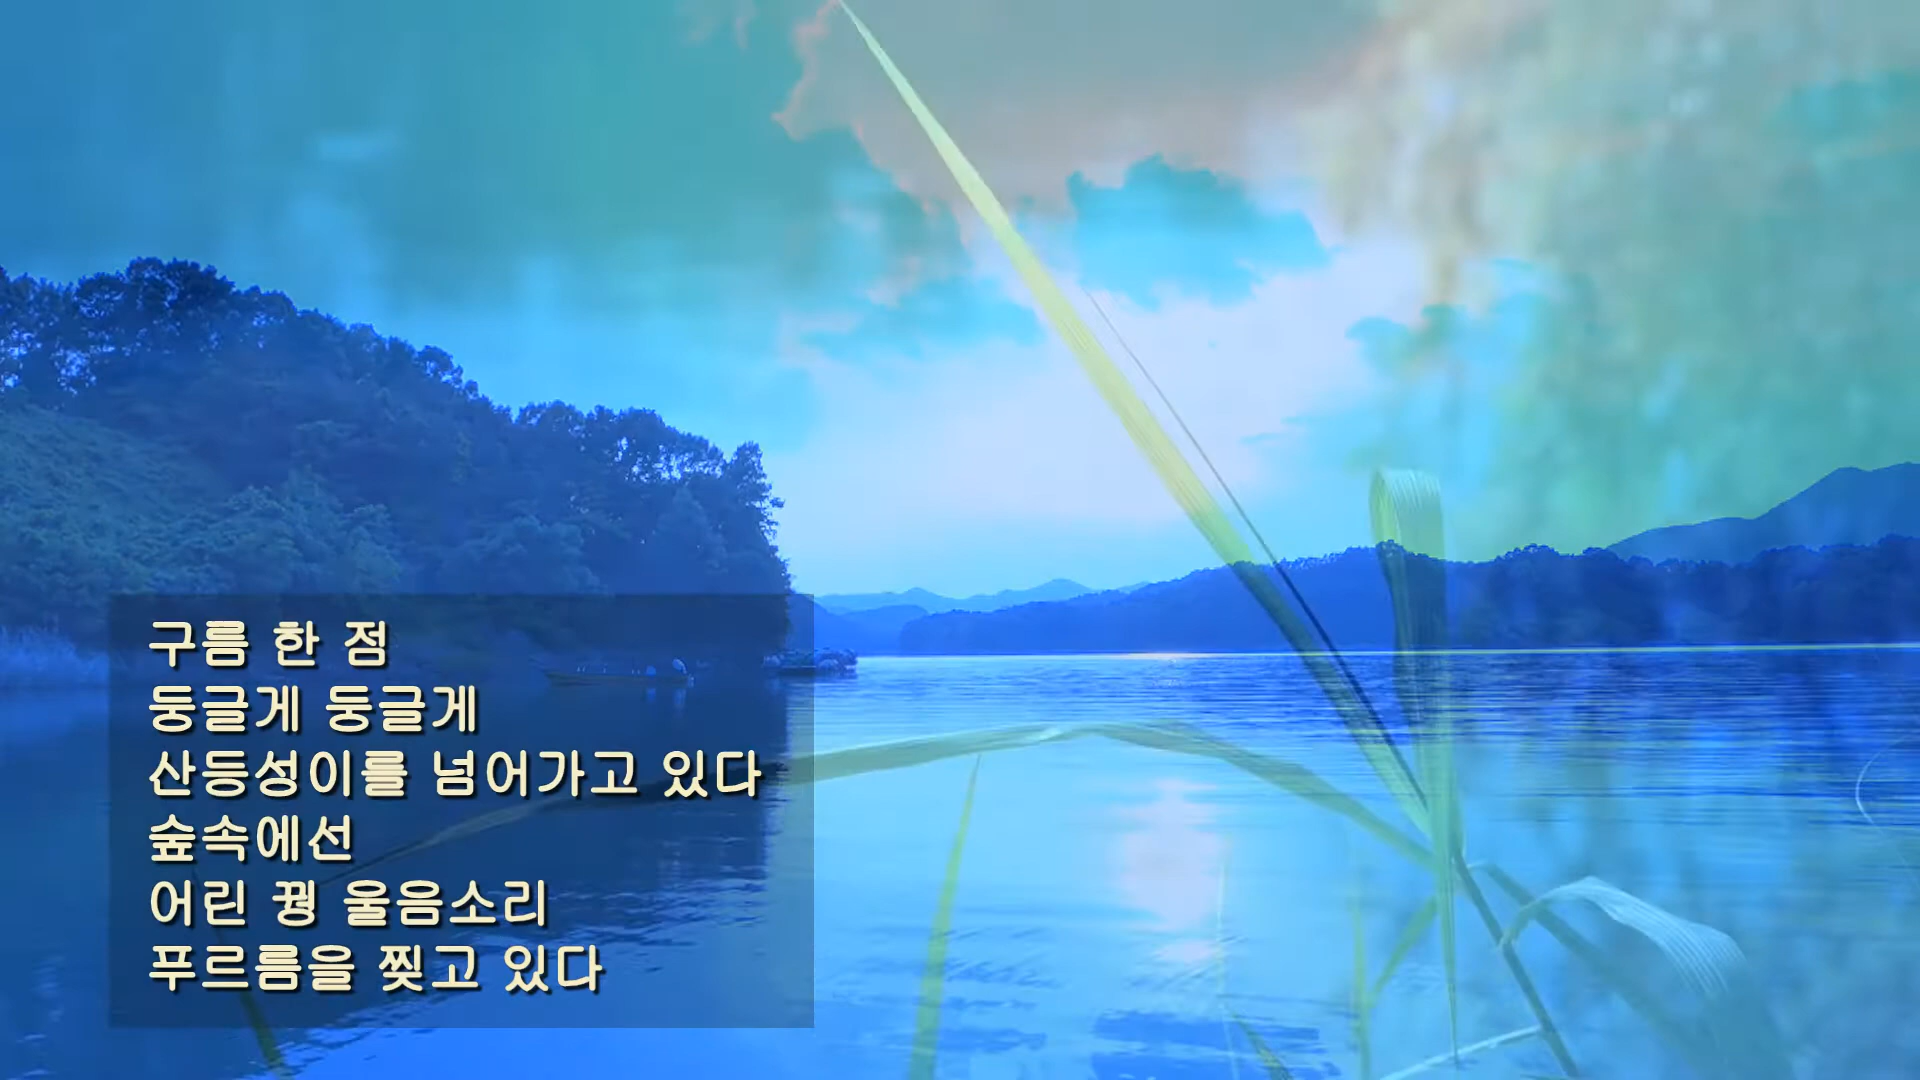 구름 한 점
둥글게 둥글게
산등성이를 넘어가고 있다
숲속에선
어린 꿩 울음소리
푸르름을 찢고 있다